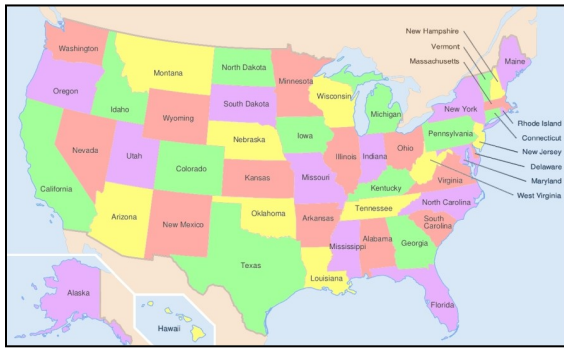 New Hampshire
Vermont
Massachusetts
Washington
Montana
North Dakota
Minnesota
Maine
Oregon
Idaho
Wyoming
South Dakota
Wisconsin
Michigan
New York
Rhode Island
Connecticut
New Jersey
Delaware
Maryland
West Virginia
Nevada
Utah
Colorado
Nebraska
Iowa
Illinois
Indiana
Ohio
Pennsylvania
California
Kansas
Missouri
Kentucky
Virginia
Arizona
New Mexico
Oklahoma
Arkansas
Tennessee
North Carolina
South
Carolina
Texas
Louisiana
Mississippi
Alabama
Georgia
Florida
Alaska
Hawaï